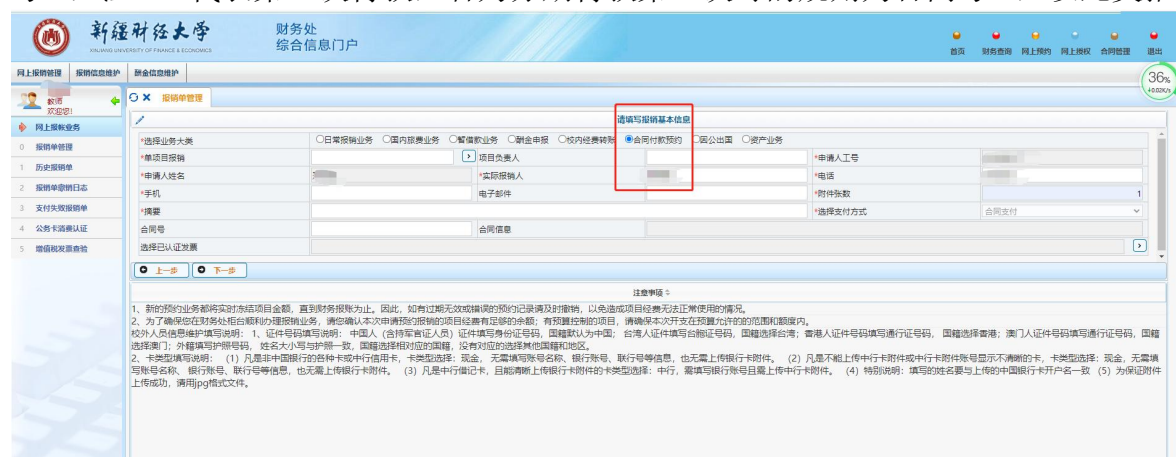 新疆财经大学
XINJIANG UNIVERSITY OF FINANCE & ECONOMICS
财务处
综合信息门户
首页 财务查询 网上预约 网上授权 合同管理 退出
网上报销管理 报销信息维护 酬金信息维护
36%
↓0.02K/s
教师
欢迎您!
报销单管理
网上报账业务
0 报销单管理
1 历史报销单
2 报销单撤销日志
3 支付失败报销单
4 公务卡消费认证
5 增值税发票查验
请填写报销基本信息
*选择业务大类 日常报销业务 国内旅费业务 暂借款业务 酬金申报 校内经费转账 合同付款预约 因公出国 资产业务
*单项目报销 项目负责人 *申请人工号
*申请人姓名 *实际报销人 *电话
*手机 电子邮件 *附件张数 1
*摘要 *选择支付方式 合同支付
合同号 合同信息
选择已认证发票
上一步 下一步
注意事项
1、新的预约业务都将实时冻结项目金额，直到财务报账为止。因此，如有过期无效或错误的预约记录请及时撤销，以免造成项目经费无法正常使用的情况。
2、为了确保您在财务处柜台顺利办理报销业务，请您确认本次申请预约报销的项目经费有足够的余额；有预算控制的项目，请确保本次开支在预算允许的的范围和额度内。
校外人员信息维护填写说明： 1、证件号码填写说明：中国人（含持军官证人员）证件填写身份证号码，国籍默认为中国； 台湾人证件填写台胞证号码，国籍选择台湾；香港人证件号码填写通行证号码， 国籍选择香港；澳门人证件号码填写通行证号码，国籍
选择澳门；外籍填写护照号码， 姓名大小写与护照一致，国籍选择相对应的国籍，没有对应的选择其他国籍和地区。
2、卡类型填写说明： （1）凡是非中国银行的各种卡或中行信用卡，卡类型选择：现金， 无需填写账号名称、银行账号、联行号等信息，也无需上传银行卡附件。 （2）凡是不能上传中行卡附件或中行卡附件账号显示不清晰的卡，卡类型选择：现金，无需填
写账号名称、 银行账号、联行号等信息，也无需上传银行卡附件。 （3）凡是中行借记卡，且能清晰上传银行卡附件的卡类型选择：中行，需填写银行账号且需上传中行卡附件。 （4）特别说明：填写的姓名要与上传的中国银行卡开户名一致 （5）为保证附件
上传成功，请用jpg格式文件。